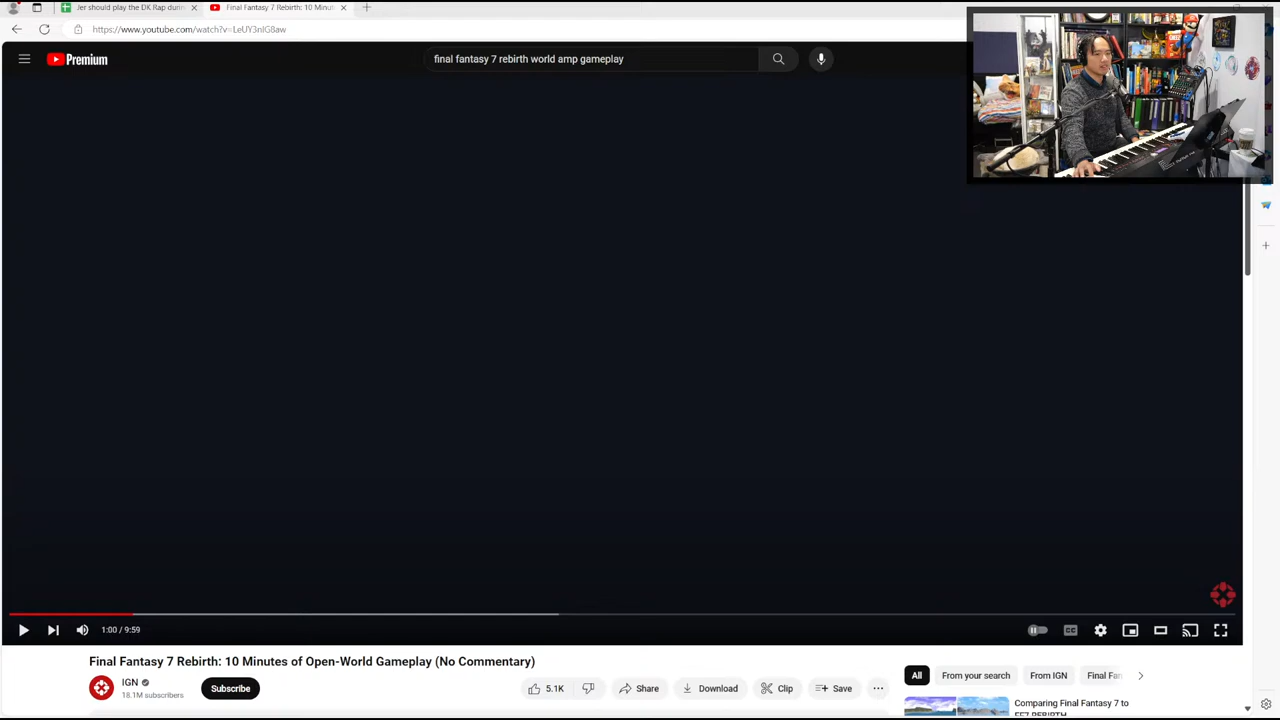 Jer should play the DK Rap durin
Final Fantasy 7 Rebirth: 10 Minut
https://www.youtube.com/watch?v=LeUY3nIG8aw
Premium
final fantasy 7 rebirth world amp gameplay
1:00 / 9:59
CC
Final Fantasy 7 Rebirth: 10 Minutes of Open-World Gameplay (No Commentary)
IGN
18.1M subscribers
Subscribe
5.1K
Share
Download
Clip
Save
All
From your search
From IGN
Final Fan
Comparing Final Fantasy 7 to
FF7 REBIRTH